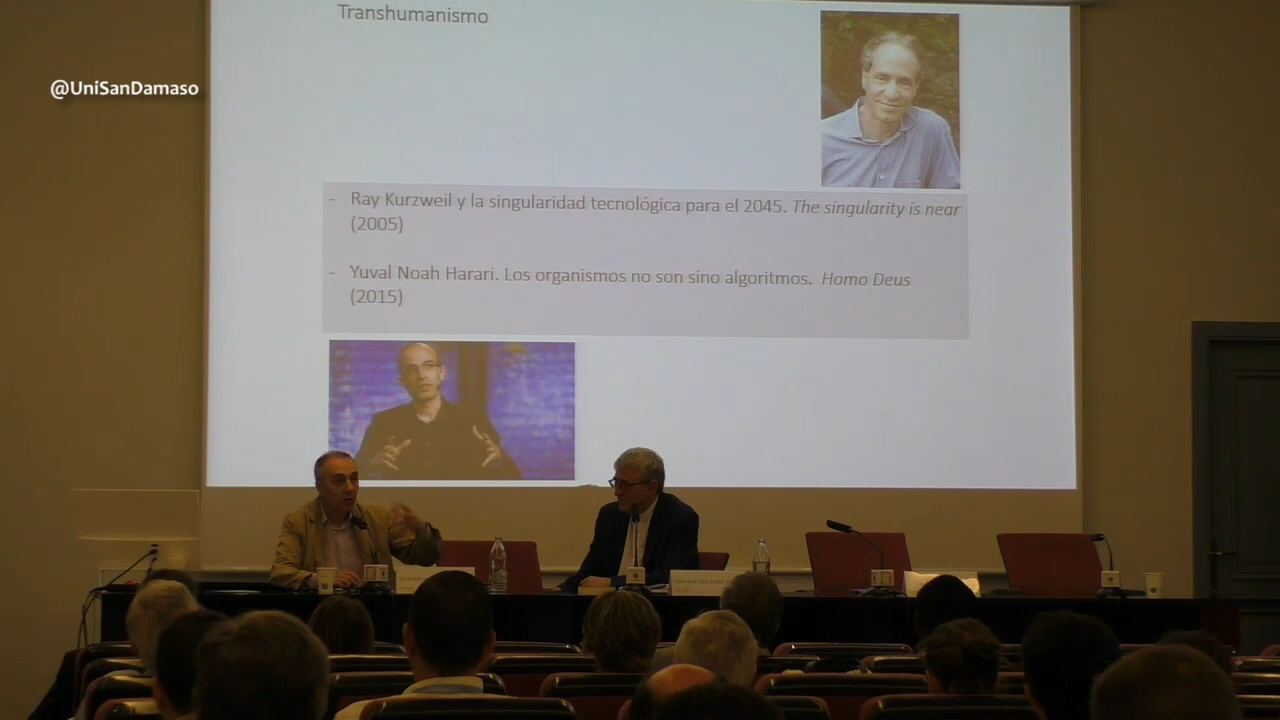 Transhumanismo
@UniSanDamaso
- Ray Kurzweil y la singularidad tecnológica para el 2045. The singularity is near
(2005)
- Yuval Noah Harari. Los organismos no son sino algoritmos. Homo Deus
(2015)